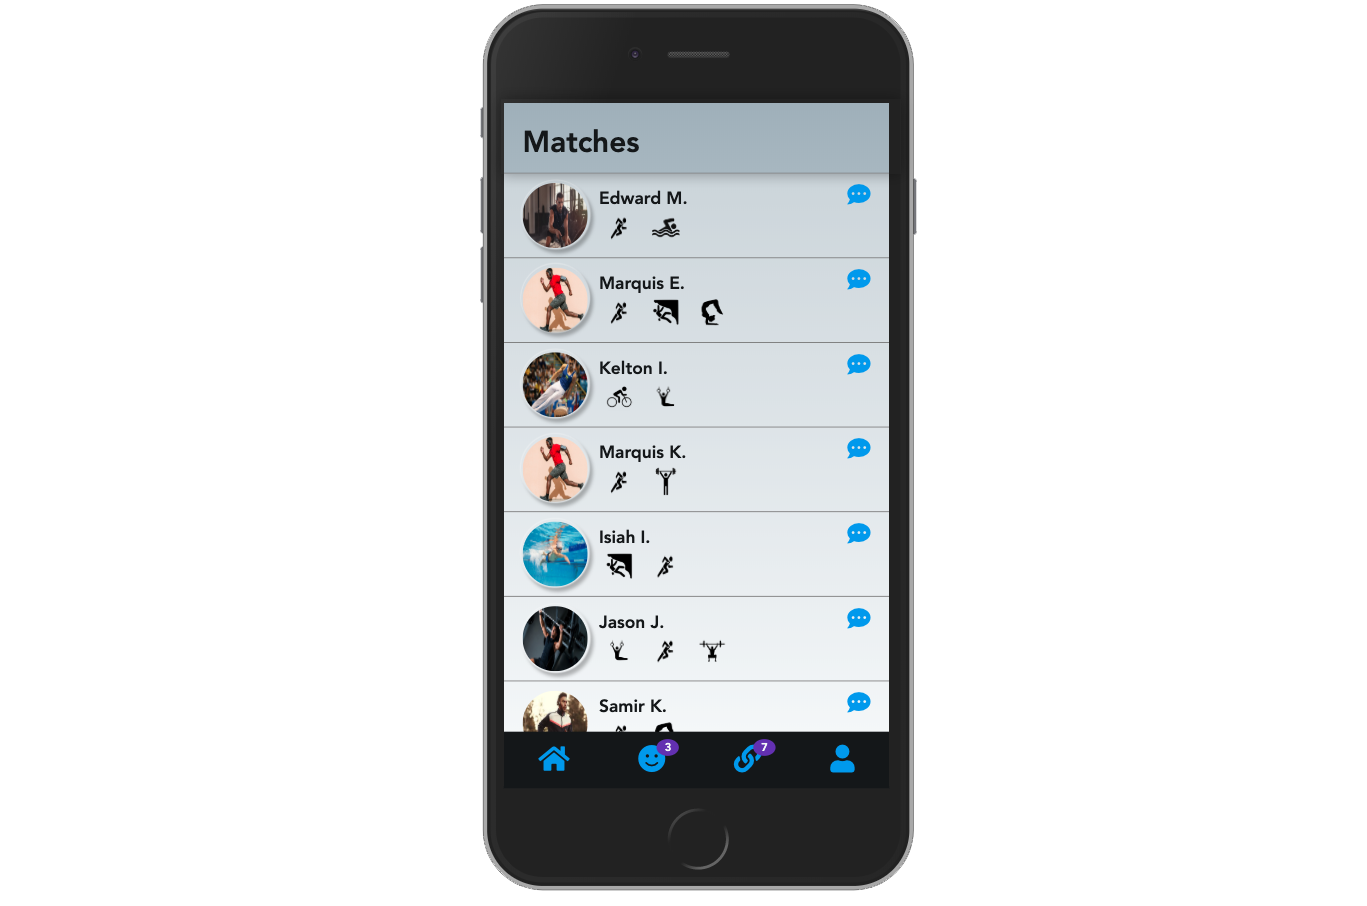 Matches
Edward M.
Marquis E.
Kelton I.
Marquis K.
Isiah I.
Jason J.
Samir K.
3
7